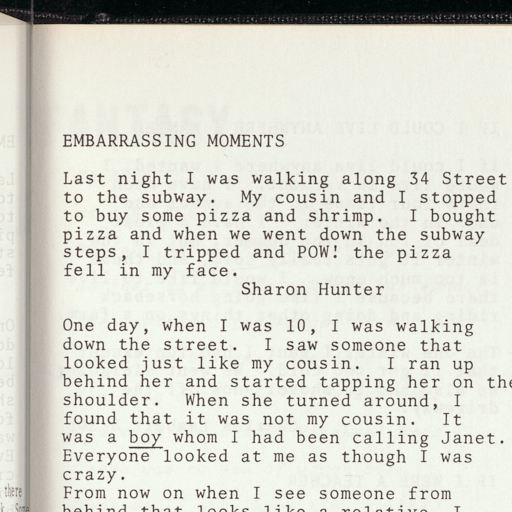 EMBARRASSING MOMENTS
Last night I was walking along 34 Street
to the subway. My cousin and I stopped
to buy some pizza and shrimp. I bought
pizza and when we went down the subway
steps, I tripped and POW! the pizza
fell in my face.
Sharon Hunter
One day, when I was 10, I was walking
down the street. I saw someone that
looked just like my cousin. I ran up
behind her and started tapping her on the
shoulder. When she turned around, I
found that it was not my cousin. It
was a boy whom I had been calling Janet.
Everyone looked at me as though I was
crazy.
From now on when I see someone from
behind that looks like a relative, I
there